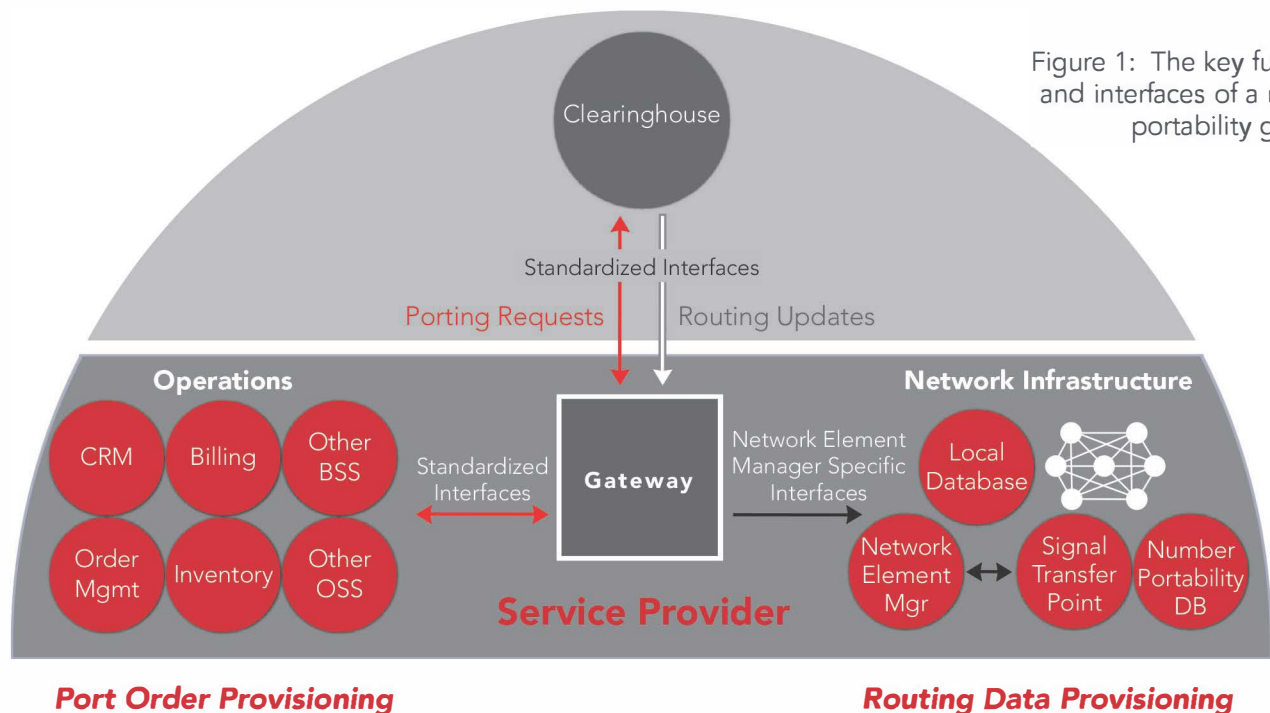 Figure 1: The key fu
and interfaces of a
portability
Clearinghouse
Standardized Interfaces
Porting Requests
Routing Updates
Operations
Network Infrastructure
CRM
Billing
Other
BSS
Order
Mgmt
Inventory
Other
OSS
Standardized
Interfaces
Gateway
Network Element
Manager Specific
Interfaces
Local
Database
Network
Element
Mgr
Signal
Transfer
Point
Number
Portability
DB
Service Provider
Port Order Provisioning
Routing Data Provisioning